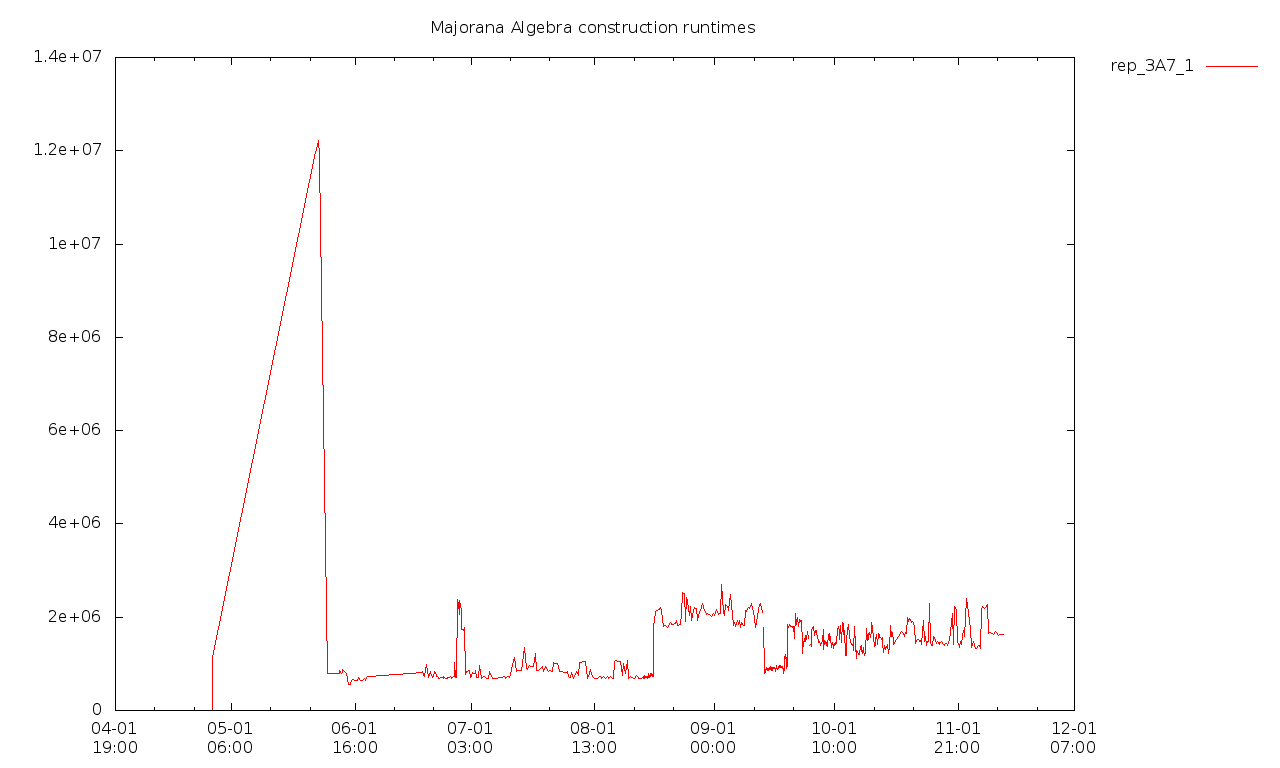 Majorana Algebra construction runtimes
rep_3A7_1
1.4e+07
1.2e+07
1e+07
8e+06
6e+06
4e+06
2e+06
0
04-01 05-01 06-01 07-01 08-01 09-01 10-01 11-01 12-01
19:00 06:00 16:00 03:00 13:00 00:00 10:00 21:00 07:00